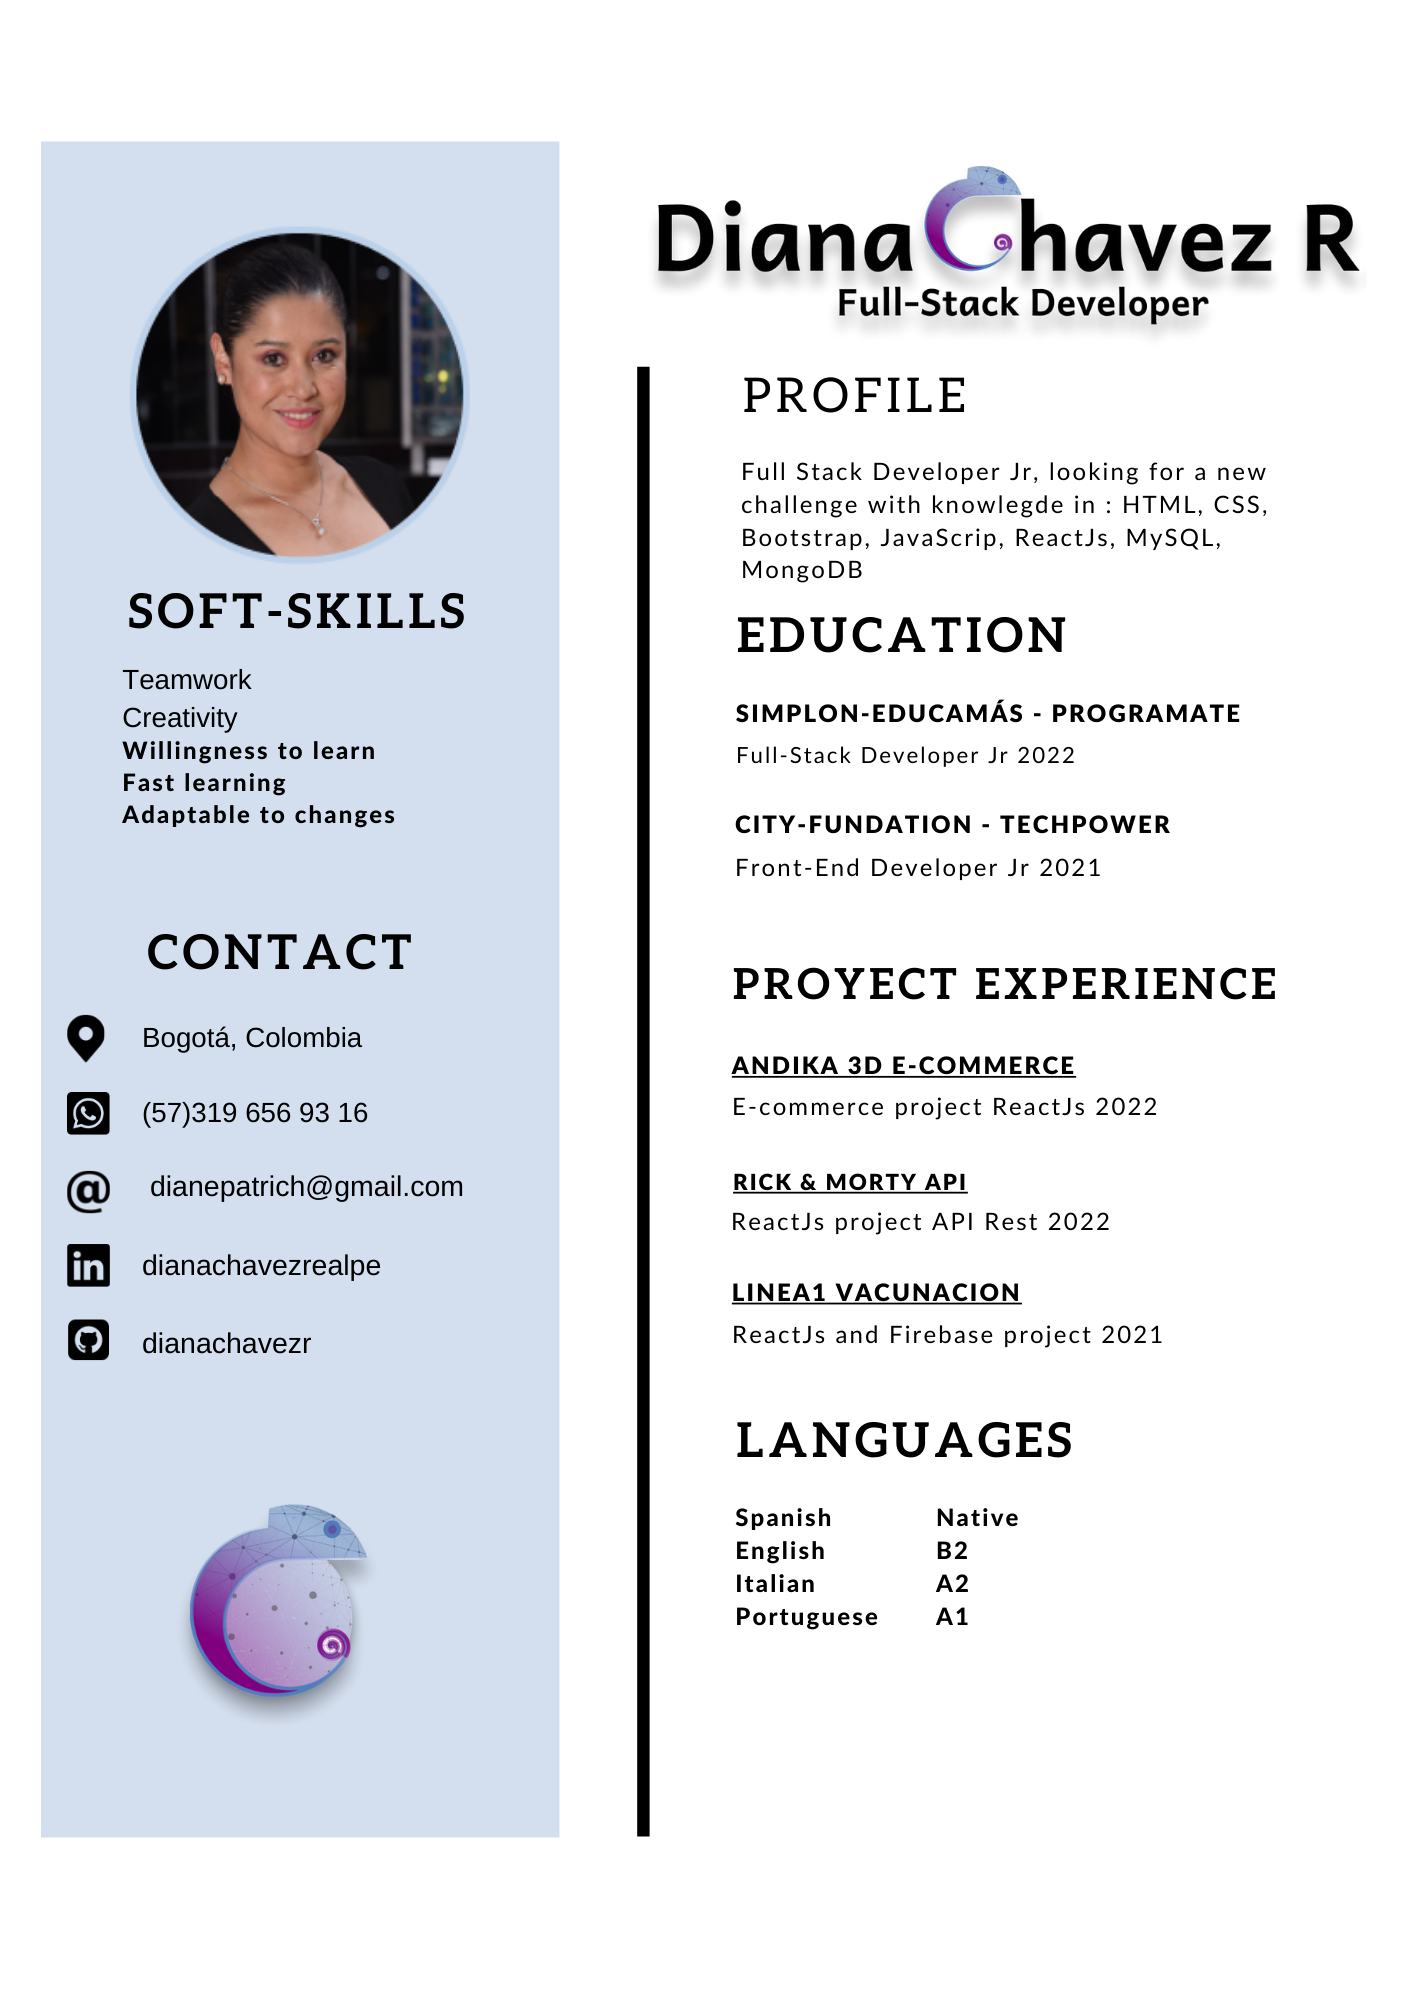 Diana Chavez R
Full-Stack Developer
SOFT-SKILLS
Teamwork
Creativity
Willingness to learn
Fast learning
Adaptable to changes
CONTACT
Bogotá, Colombia
(57)319 656 93 16
@ dianepatrich@gmail.com
in dianachavezrealpe
dianachavezr
PROFILE
Full Stack Developer Jr, looking for a new
challenge with knowlegde in : HTML, CSS,
Bootstrap, JavaScrip, ReactJs, MySQL,
MongoDB
EDUCATION
SIMPLON-EDUCAMÁS - PROGRAMATE
Full-Stack Developer Jr 2022
CITY-FUNDATION - TECHPOWER
Front-End Developer Jr 2021
PROYECT EXPERIENCE
ANDIKA 3D E-COMMERCE
E-commerce project ReactJs 2022
RICK & MORTY API
ReactJs project API Rest 2022
LINEA1 VACUNACION
ReactJs and Firebase project 2021
LANGUAGES
Spanish Native
English B2
Italian A2
Portuguese A1